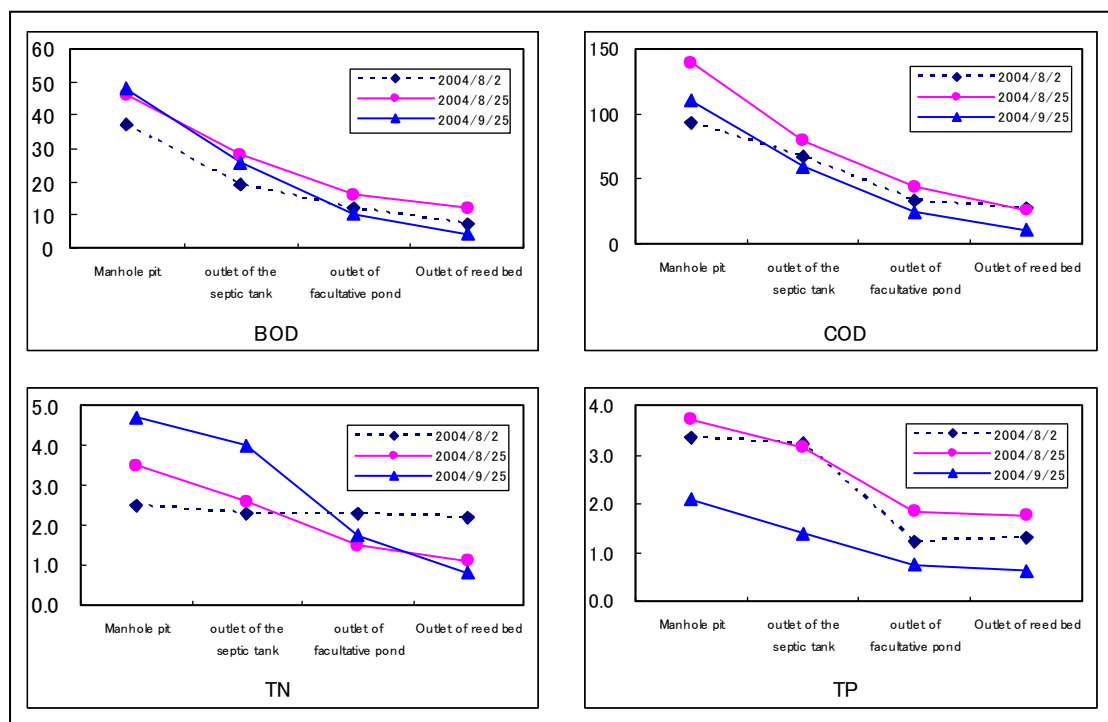 60
50
40
30
20
10
0
2004/8/2
2004/8/25
2004/9/25
Manhole pit
outlet of the
septic tank
outlet of
facultative pond
Outlet of reed bed
BOD
150
100
50
0
2004/8/2
2004/8/25
2004/9/25
Manhole pit
outlet of the
septic tank
outlet of
facultative pond
Outlet of reed bed
COD
5.0
4.0
3.0
2.0
1.0
0.0
2004/8/2
2004/8/25
2004/9/25
Manhole pit
outlet of the
septic tank
outlet of
facultative pond
Outlet of reed bed
TN
4.0
3.0
2.0
1.0
0.0
2004/8/2
2004/8/25
2004/9/25
Manhole pit
outlet of the
septic tank
outlet of
facultative pond
Outlet of reed bed
TP